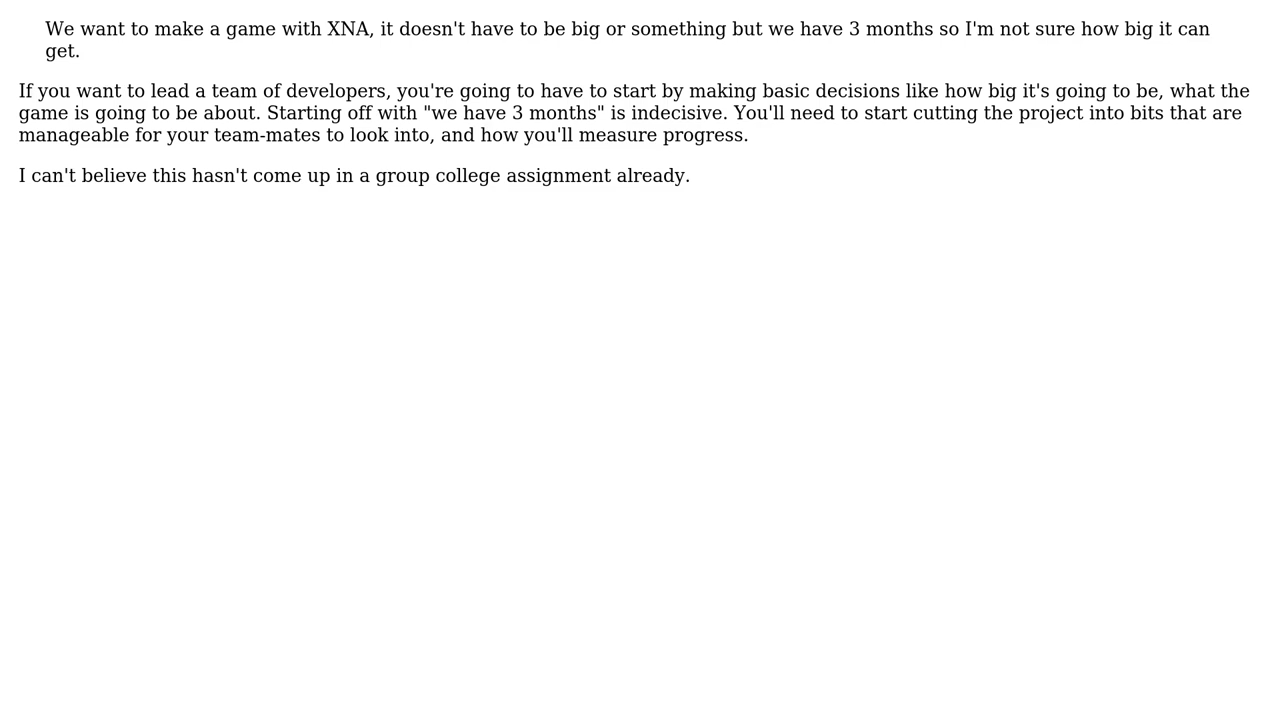 We want to make a game with XNA, it doesn't have to be big or something but we have 3 months so I'm not sure how big it can
get.
If you want to lead a team of developers, you're going to have to start by making basic decisions like how big it's going to be, what the
game is going to be about. Starting off with "we have 3 months" is indecisive. You'll need to start cutting the project into bits that are
manageable for your team-mates to look into, and how you'll measure progress.
I can't believe this hasn't come up in a group college assignment already.